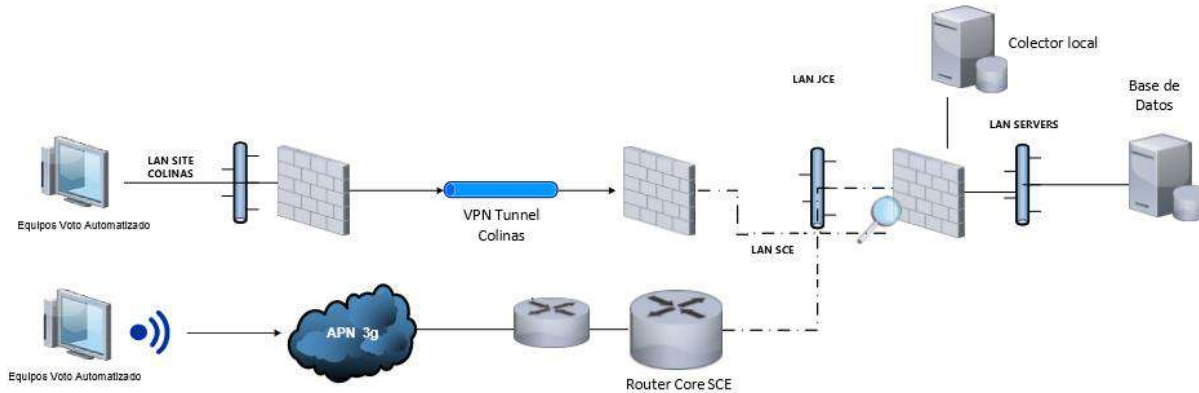 Colector local
LAN JCE
Base de
Datos
LAN SERVERS
LAN SITE
COLINAS
Equipos Voto Automatizado
VPN Tunnel
Colinas
LAN SCE
APN 3g
Equipos Voto Automatizado
Router Core SCE